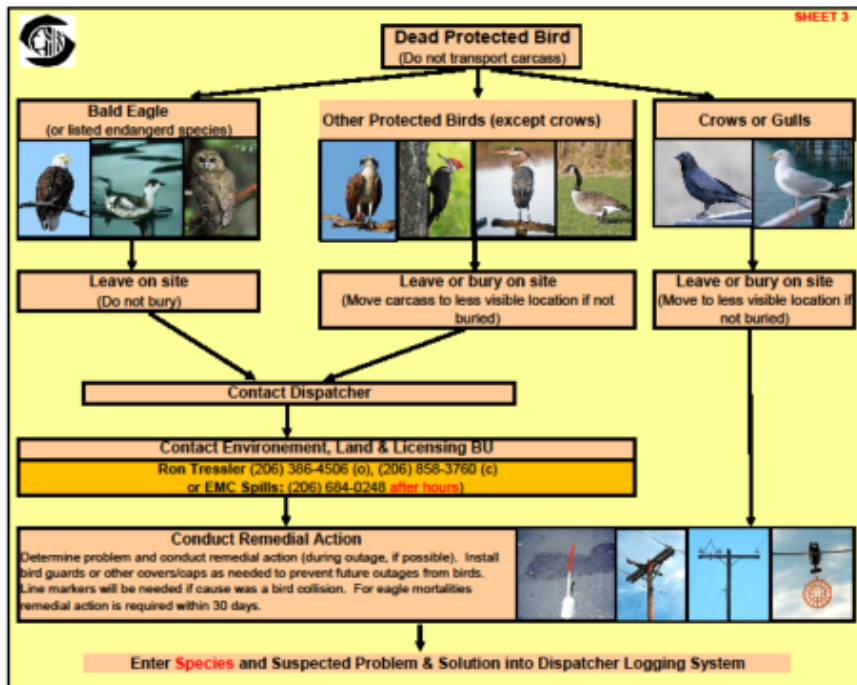 SHEET 3
Dead Protected Bird
(Do not transport carcass)
Bald Eagle
(or listed endangerd species)
Other Protected Birds (except crows)
Crows or Gulls
Leave on site
(Do not bury)
Leave or bury on site
(Move carcass to less visible location if not
buried)
Leave or bury on site
(Move to less visible location if
not buried)
Contact Dispatcher
Contact Environement, Land & Licensing BU
Ron Tressler (206) 386-4506 (o), (206) 858-3760 (c)
or EMC Spills: (206) 684-0248 after hours)
Conduct Remedial Action
Determine problem and conduct remedial action (during outage, if possible). Install
bird guards or other covers/caps as needed to prevent future outages from birds.
Line markers will be needed if cause was a bird collision. For eagle mortalities
remedial action is required within 30 days.
Enter Species and Suspected Problem & Solution into Dispatcher Logging System